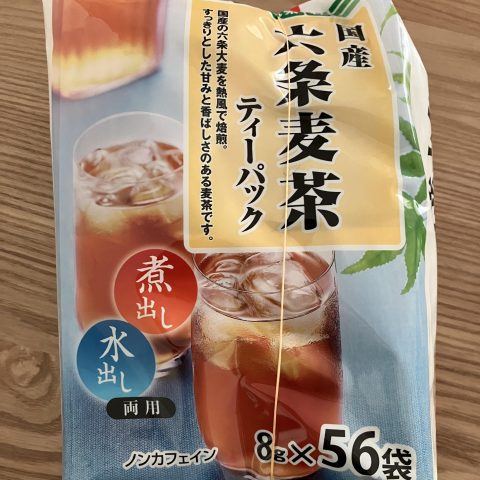 国産
六条麦茶
ティーパック
国産の六条大麦を熱風で焙煎。
すっきりとした甘みと香ばしさのある麦茶です。
煮出し
水出し
両用
ノンカフェイン
8g×56袋